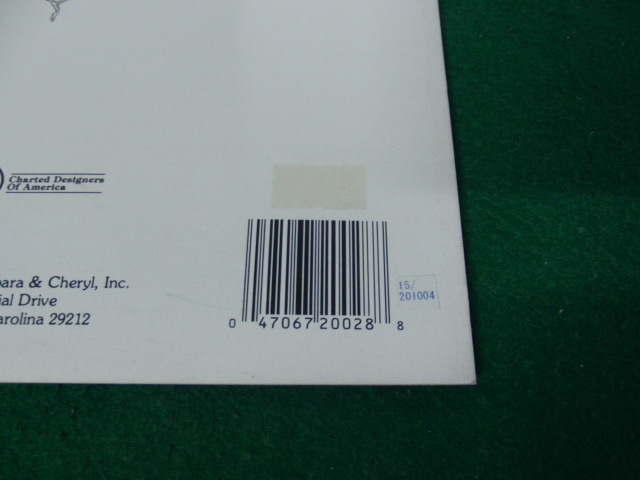 Charted Designers
Of America
bara & Cheryl, Inc.
ial Drive
arolina 29212
0 47067 20028 8
15/
201004